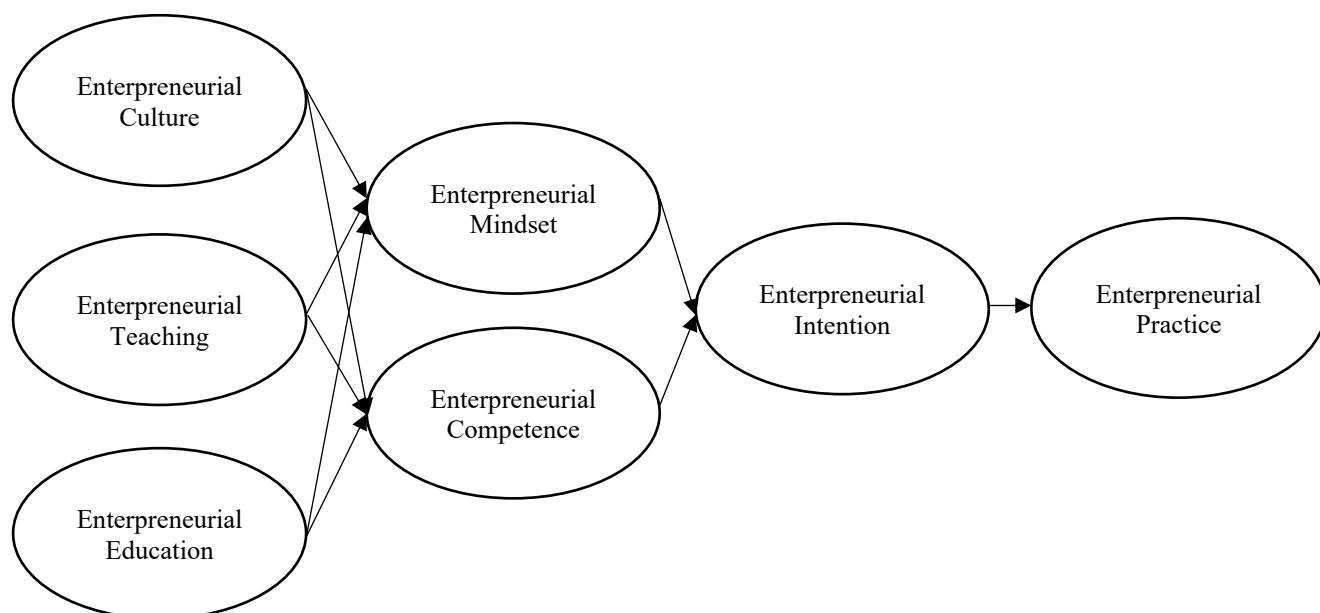 Enterpreneurial
Culture
Enterpreneurial
Teaching
Enterpreneurial
Education
Enterpreneurial
Mindset
Enterpreneurial
Competence
Enterpreneurial
Intention
Enterpreneurial
Practice